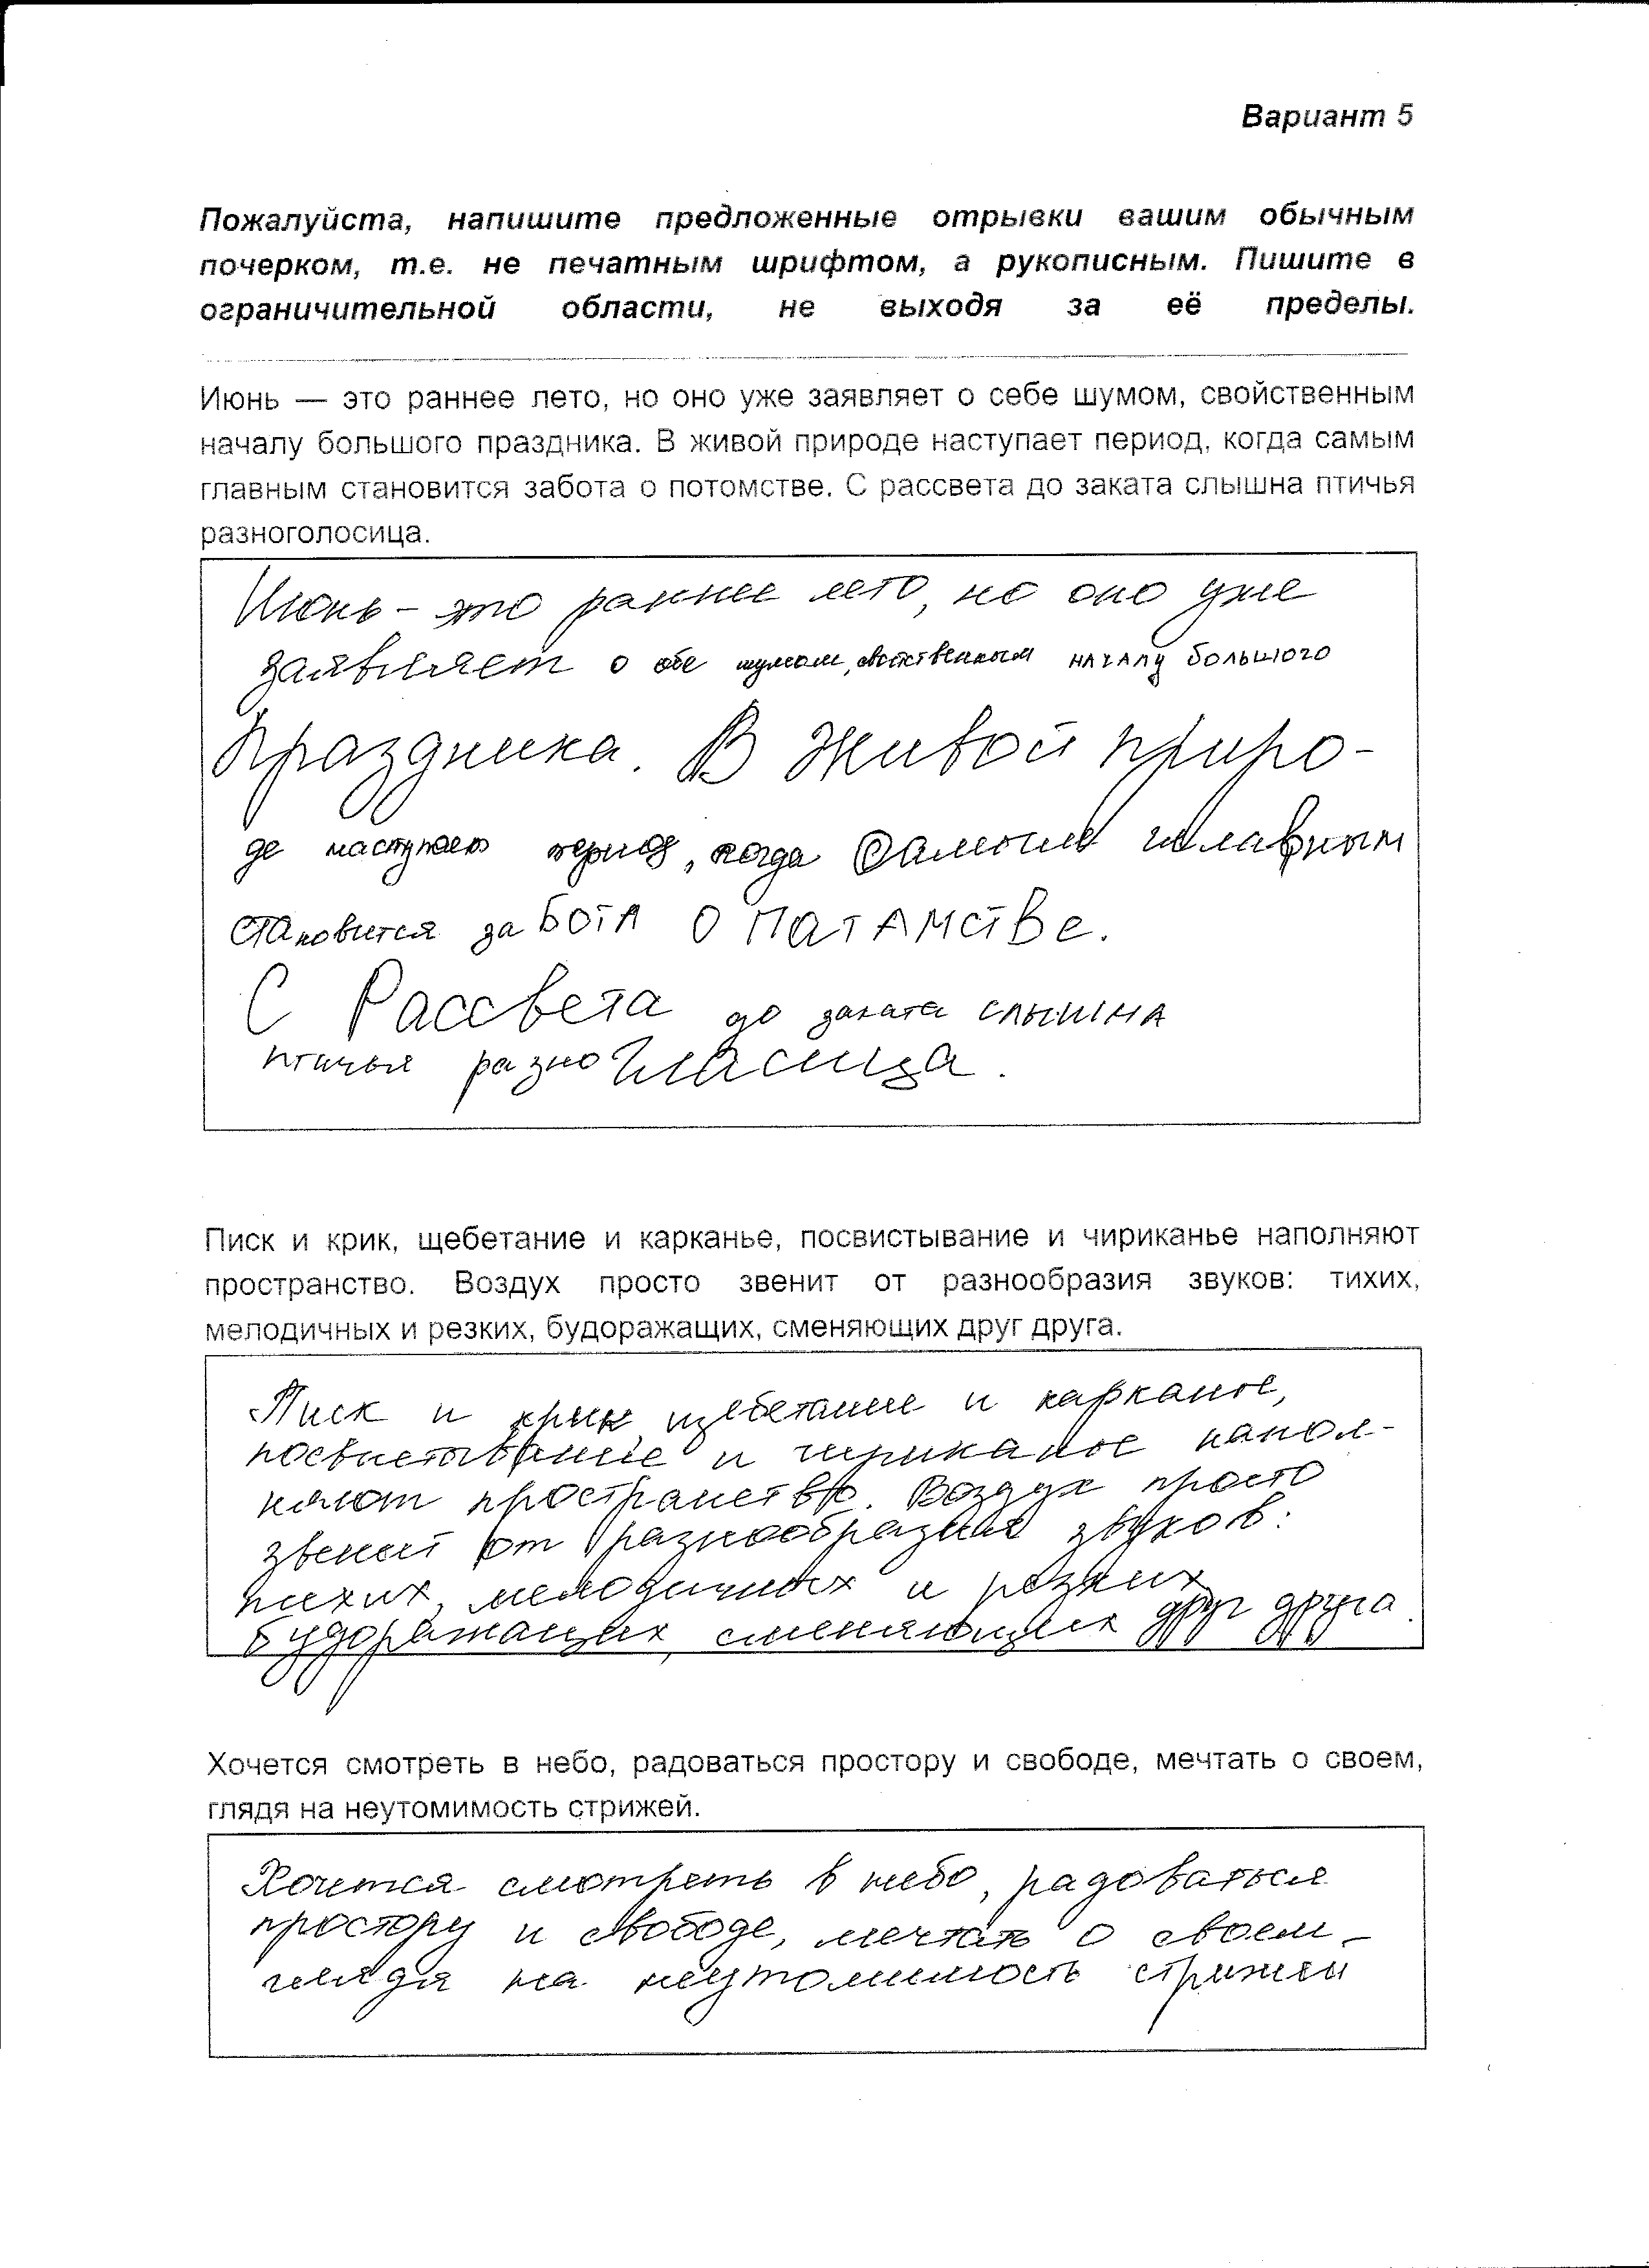 Вариант 5
Пожалуйста, напишите предложенные отрывки вашим обычным
почерком, т.е. не печатным шрифтом, а рукописным. Пишите в
ограничительной области, не выходя за её пределы.
Июнь — это раннее лето, но оно уже заявляет о себе шумом, свойственным
началу большого праздника. В живой природе наступает период, когда самым
главным становится забота о потомстве. С рассвета до заката слышна птичья
разноголосица.
Июнь - это раннее лето, но оно уже
заявляет о себе шумом, свойственным началу большого
праздника. В живой приро-
де наступает период, когда самым главным
становится забота о патамстве.
С Рассвета до заката слышна
птичья разногласица.
Писк и крик, щебетание и карканье, посвистывание и чириканье наполняют
пространство. Воздух просто звенит от разнообразия звуков: тихих,
мелодичных и резких, будоражащих, сменяющих друг друга.
Писк и крик, щебетание и карканье,
посвистывание и чириканье напол-
няют пространство. Воздух просто
звенит от разнообразия звуков:
тихих, мелодичных и резких
будоражащих, сменяющих друг друга.
Хочется смотреть в небо, радоваться простору и свободе, мечтать о своем,
глядя на неутомимость стрижей.
Хочется смотреть в небо, радоваться
простору и свободе, мечтать о своем,
глядя на неутомимость стрижей